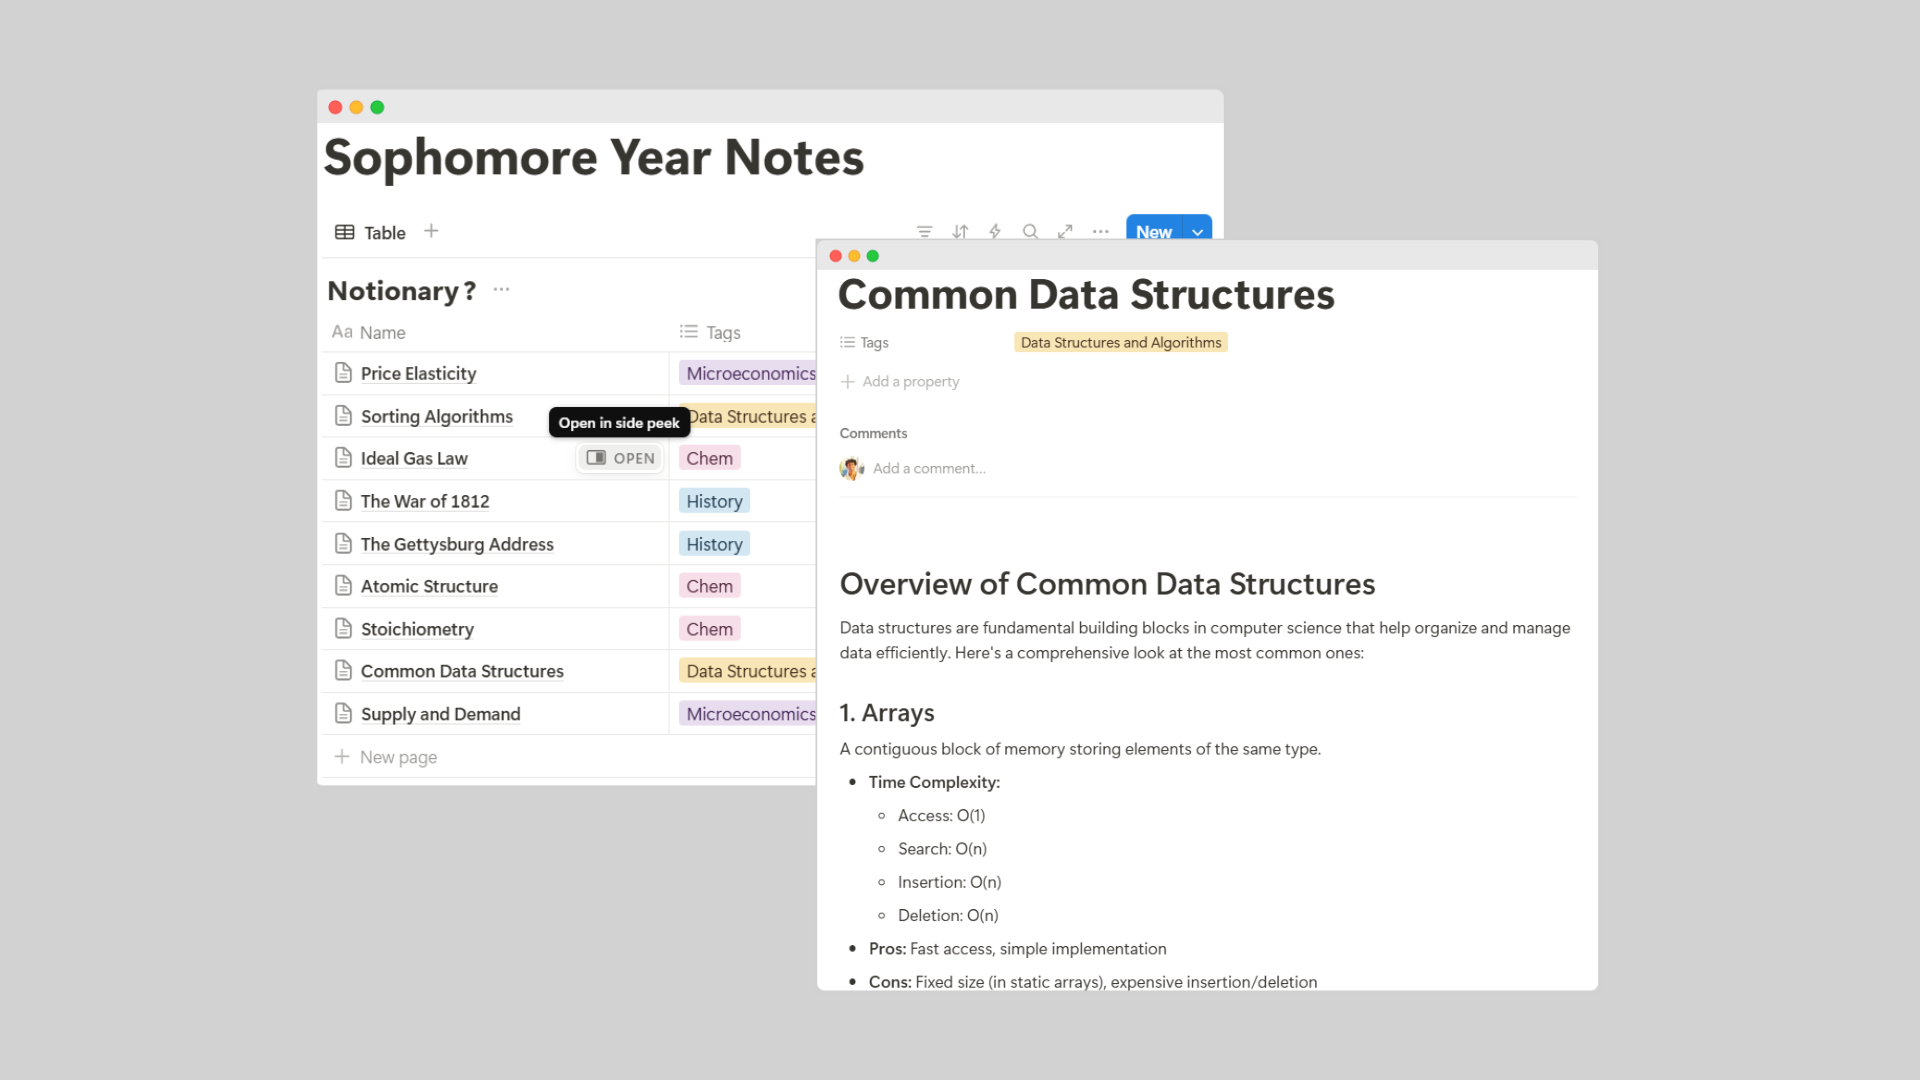 Sophomore Year Notes
Table
New
Notionary ?
Aa Name
Tags
Price Elasticity
Microeconomics
Sorting Algorithms
Open in side peek
Data Structures a
Ideal Gas Law
OPEN
Chem
The War of 1812
History
The Gettysburg Address
History
Atomic Structure
Chem
Stoichiometry
Chem
Common Data Structures
Data Structures a
Supply and Demand
Microeconomics
New page
Common Data Structures
Tags
Data Structures and Algorithms
Add a property
Comments
Add a comment...
Overview of Common Data Structures
Data structures are fundamental building blocks in computer science that help organize and manage
data efficiently. Here's a comprehensive look at the most common ones:
1. Arrays
A contiguous block of memory storing elements of the same type.
Time Complexity:
Access: O(1)
Search: O(n)
Insertion: O(n)
Deletion: O(n)
Pros: Fast access, simple implementation
Cons: Fixed size (in static arrays), expensive insertion/deletion